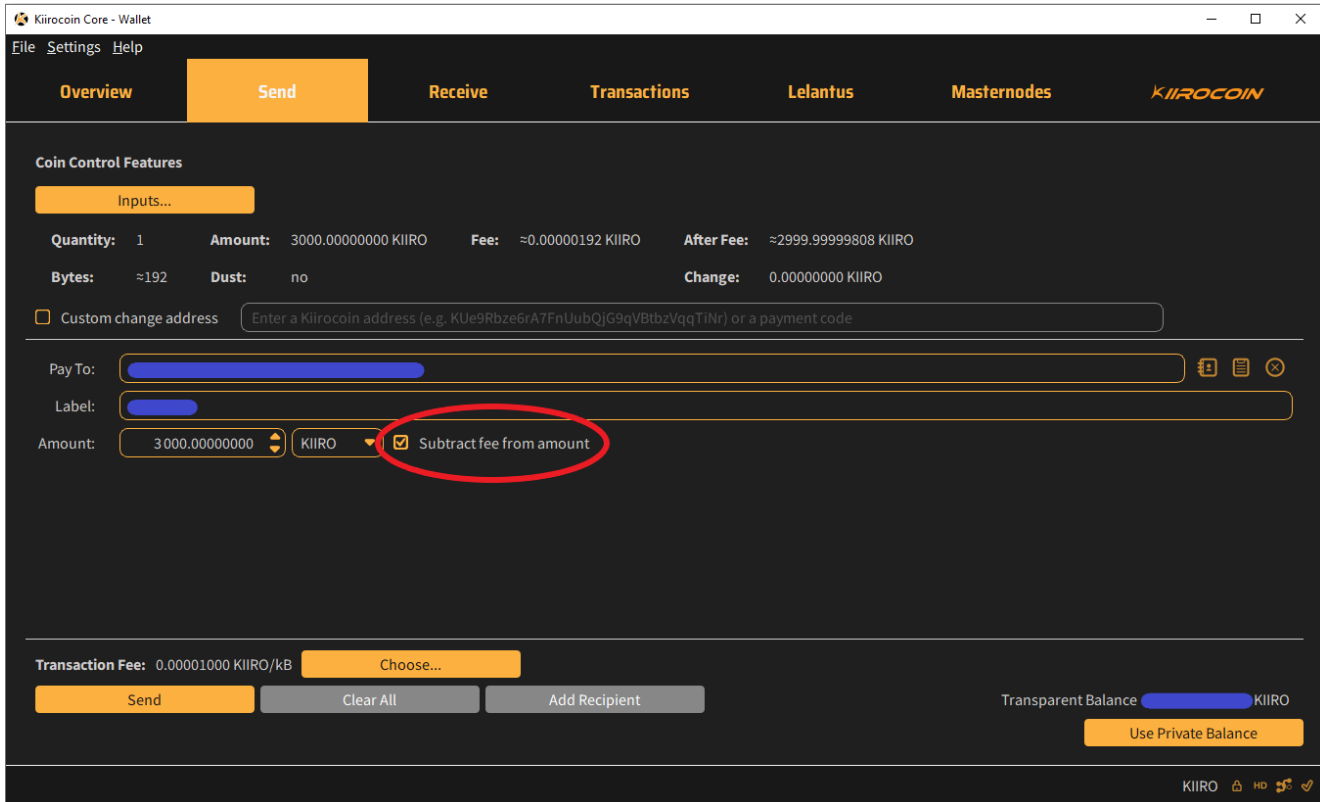 Kiirocoin Core - Wallet
File Settings Help
Overview Send Receive Transactions Lelantus Masternodes KIIROCOIN
Coin Control Features
Inputs...
Quantity: 1 Amount: 3000.00000000 KIIRO Fee: ≈0.00000192 KIIRO After Fee: ≈2999.99999808 KIIRO
Bytes: ≈192 Dust: no Change: 0.00000000 KIIRO
Custom change address Enter a Kiirocoin address (e.g. KUe9Rbze6rA7FnUubQjG9qVBtbzVqqTiNr) or a payment code
Pay To:
Label:
Amount: 3000.00000000 KIIRO Subtract fee from amount
Transaction Fee: 0.00001000 KIIRO/kB Choose...
Send Clear All Add Recipient Transparent Balance KIIRO
Use Private Balance
KIIRO HD